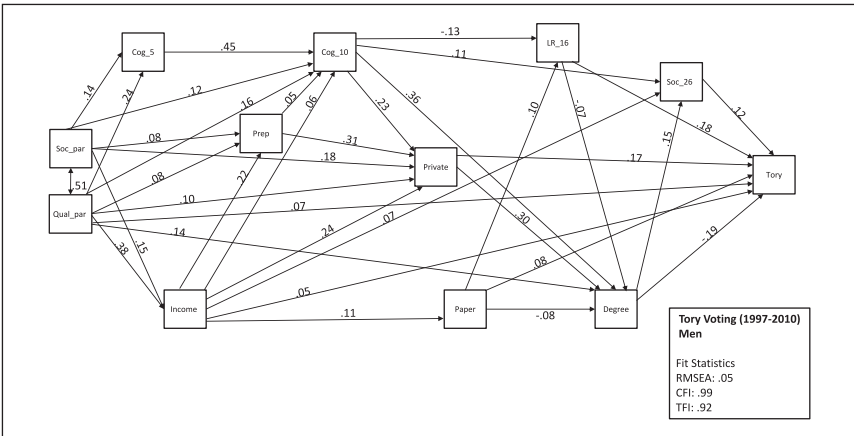 -.13
LR_16
Cog_5
.45
Cog_10
.11
Soc_26
.14
.24
.12
.16
.05
.06
.36
-.07
.12
.10
.23
.18
Prep
.08
.31
Soc_par
.18
.15
.17
Private
Tory
.51
.08
.22
.10
.07
.07
Qual_par
.30
-.19
.38
.15
.14
.24
.08
.05
Income
.11
Paper
-.08
Degree
Tory Voting (1997-2010)
Men
Fit Statistics
RMSEA: .05
CFI: .99
TFI: .92